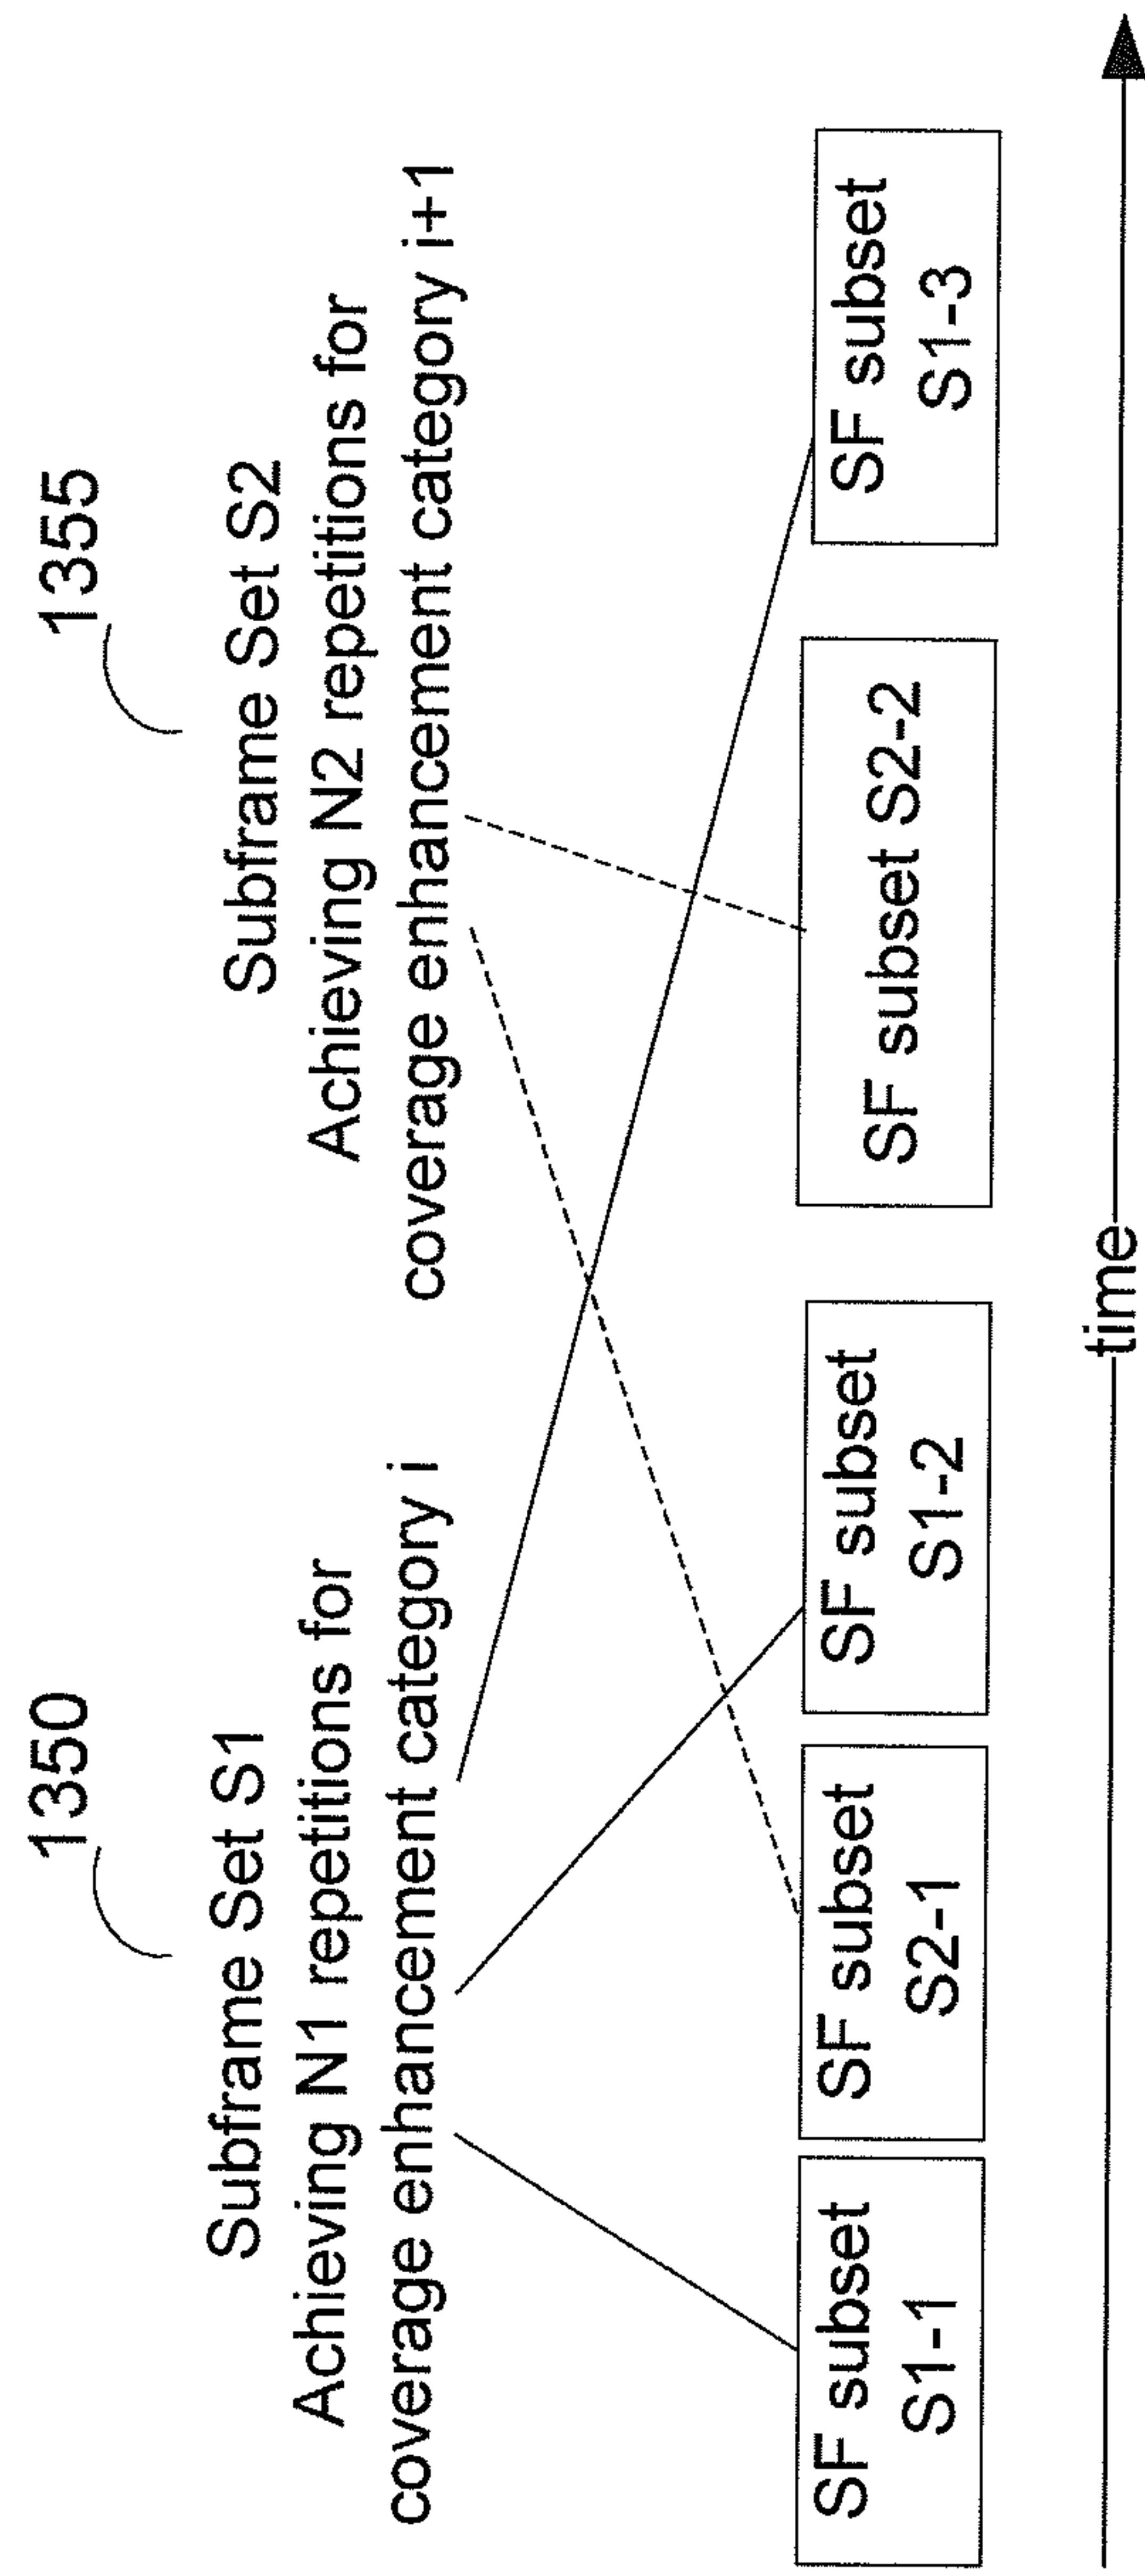 1350
Subframe Set S1
Achieving N1 repetitions for
coverage enhancement category i
1355
Subframe Set S2
Achieving N2 repetitions for
coverage enhancement category i+1
SF subset
S1-1
SF subset
S2-1
SF subset
S1-2
SF subset S2-2
SF subset
S1-3
time